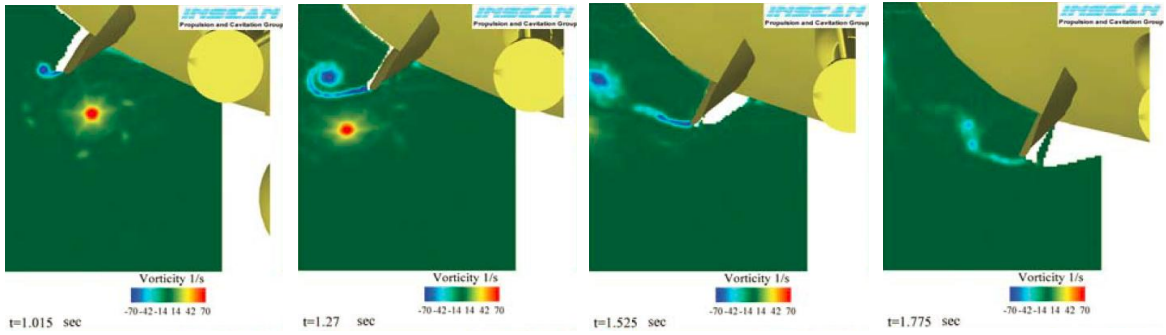 INSEAN
Propulsion and Cavitation Group
Vorticity 1/s
-70 -42 -14 14 42 70
t=1.015 sec
INSEAN
Propulsion and Cavitation Group
Vorticity 1/s
-70 -42 -14 14 42 70
t=1.27 sec
INSEAN
Propulsion and Cavitation Group
Vorticity 1/s
-70 -42 -14 14 42 70
t=1.525 sec
INSEAN
Propulsion and Cavitation Group
Vorticity 1/s
-70 -42 -14 14 42 70
t=1.775 sec